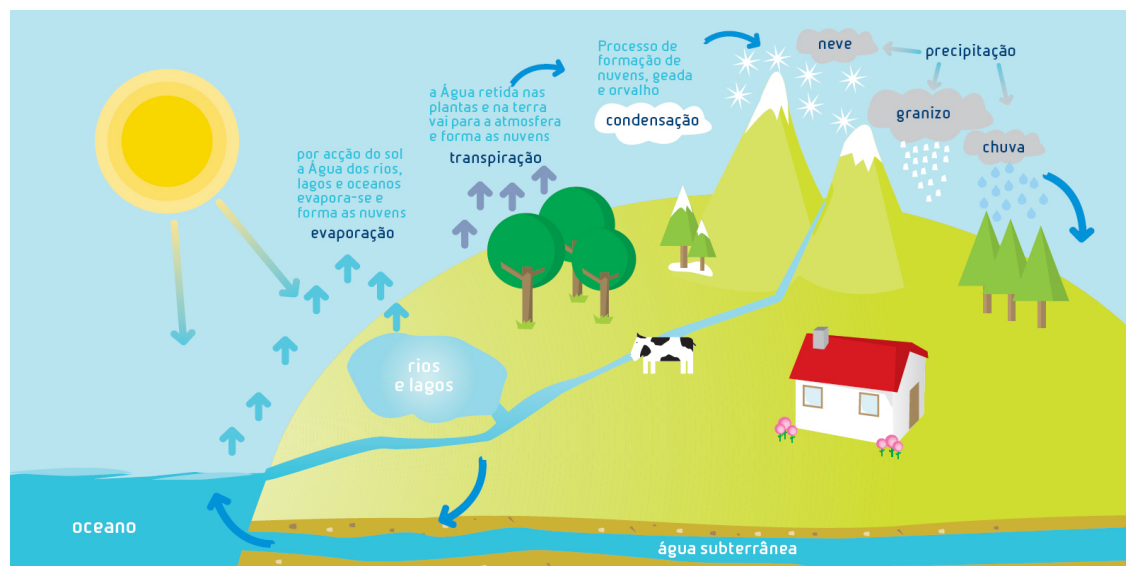 neve
precipitação
granizo
chuva
Processo de
formação de
nuvens, geada
e orvalho
condensação
a Água retida nas
plantas e na terra
vai para a atmosfera
e forma as nuvens
transpiração
por acção do sol
a Água dos rios,
lagos e oceanos
evapora-se e
forma as nuvens
evaporação
rios
e lagos
oceano
água subterrânea